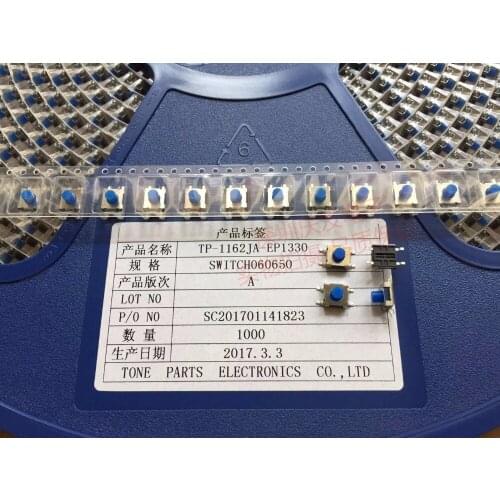 6
产品标签
产品名称 TP-1162JA-EP1330
规格 SWITCH060650
产品版次 A
LOT NO
P/O NO SC201701141823
数量 1000
生产日期 2017.3.3
TONE PARTS ELECTRONICS CO.,LTD